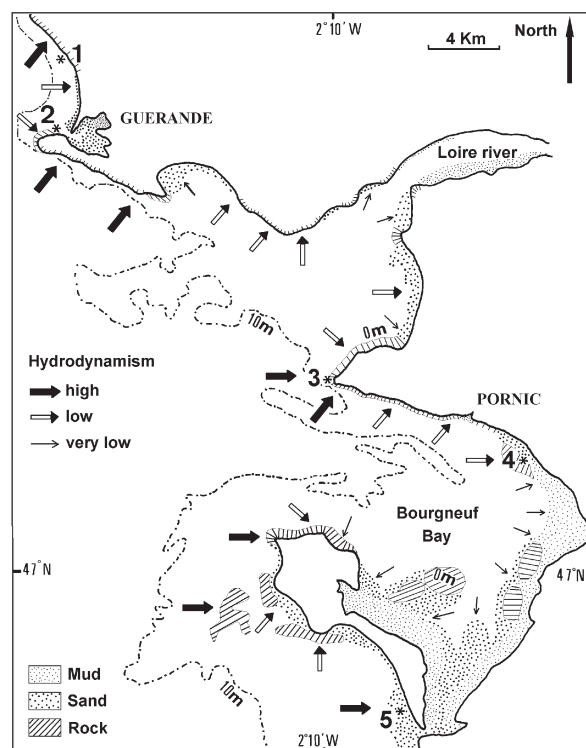 2°10'W
4 Km
North
1
2
GUERANDE
Loire river
10m
0m
Hydrodynamism
high
low
very low
3
PORNIC
4
Bourgneuf
Bay
0m
47°N
47°N
Mud
Sand
Rock
10m
5
2°10'W